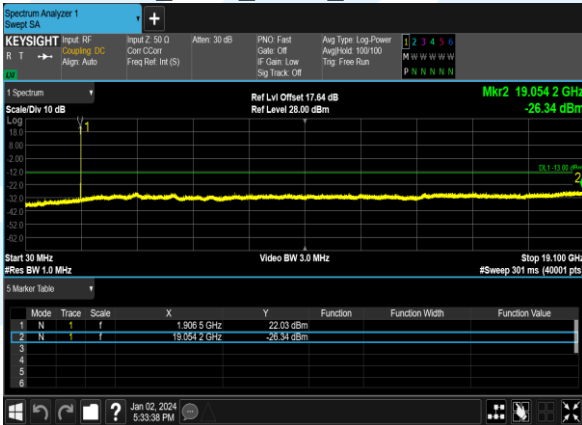 Spectrum Analyzer 1
Swept SA
KEYSIGHT Input: RF Input Z: 50 Ω Atten: 30 dB PNO: Fast Avg Type: Log-Power 1 2 3 4 5 6
R T Coupling: DC Corr CCorr Gate: Off Avg|Hold: 100/100 M W W W W W
Align: Auto Freq Ref: Int (S) IF Gain: Low Trig: Free Run
LU Sig Track: Off P N N N N N
1 Spectrum
Ref Lvl Offset 17.64 dB Mkr2 19.054 2 GHz
Scale/Div 10 dB Ref Level 28.00 dBm -26.34 dBm
Log
1
18.0
8.00
-2.00
-12.0 DL1 -13.00 dBm
2
-22.0
-32.0
-42.0
-52.0
-62.0
Start 30 MHz Video BW 3.0 MHz Stop 19.100 GHz
#Res BW 1.0 MHz #Sweep 301 ms (40001 pts
5 Marker Table
Mode Trace Scale X Y Function Function Width Function Value
1 N 1 f 1.906 5 GHz 22.03 dBm
2 N 1 f 19.054 2 GHz -26.34 dBm
3
4
5
6
? Jan 02, 2024
5:33:38 PM